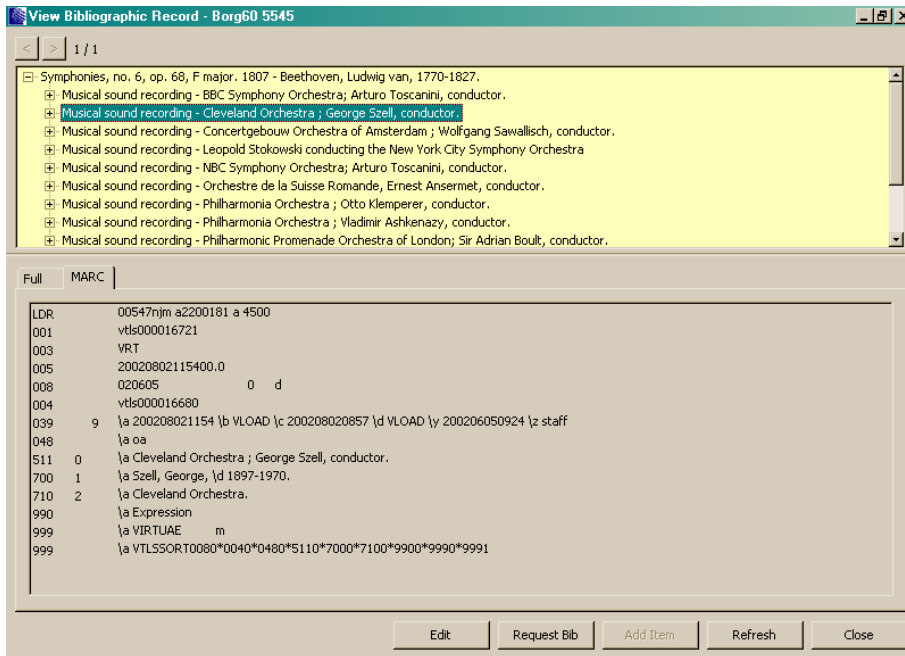 View Bibliographic Record - Borg60 5545
< > 1 / 1
Symphonies, no. 6, op. 68, F major. 1807 - Beethoven, Ludwig van, 1770-1827.
Musical sound recording - BBC Symphony Orchestra; Arturo Toscanini, conductor.
Musical sound recording - Cleveland Orchestra ; George Szell, conductor.
Musical sound recording - Concertgebouw Orchestra of Amsterdam ; Wolfgang Sawallisch, conductor.
Musical sound recording - Leopold Stokowski conducting the New York City Symphony Orchestra
Musical sound recording - NBC Symphony Orchestra; Arturo Toscanini, conductor.
Musical sound recording - Orchestre de la Suisse Romande, Ernest Ansermet, conductor.
Musical sound recording - Philharmonia Orchestra ; Otto Klemperer, conductor.
Musical sound recording - Philharmonia Orchestra ; Vladimir Ashkenazy, conductor.
Musical sound recording - Philharmonic Promenade Orchestra of London; Sir Adrian Boult, conductor.
Full MARC
LDR 00547njm a2200181 a 4500
001 vtls000016721
003 VRT
005 20020802115400.0
008 020605 0 d
004 vtls000016680
039 9 \a 200208021154 \b VLOAD \c 200208020857 \d VLOAD \y 200206050924 \z staff
048 \a oa
511 0 \a Cleveland Orchestra ; George Szell, conductor.
700 1 \a Szell, George, \d 1897-1970.
710 2 \a Cleveland Orchestra.
990 \a Expression
999 \a VIRTUAE m
999 \a VTLSSORT0080*0040*0480*5110*7000*7100*9900*9990*9991
Edit Request Bib Add Item Refresh Close